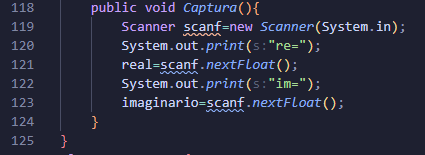 118 public void Captura(){
119 Scanner scanf=new Scanner(System.in);
120 System.out.print(s:"re=");
121 real=scanf.nextFloat();
122 System.out.print(s:"im=");
123 imaginario=scanf.nextFloat();
124 }
125 }